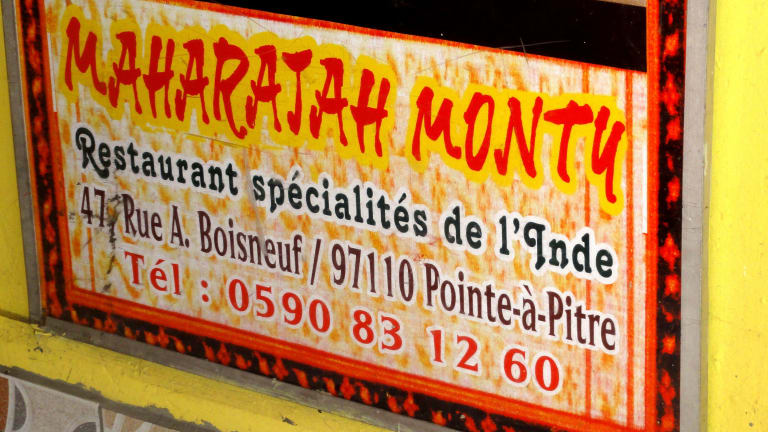 MAHARAJAH MONTY
Restaurant spécialités de l'Inde
47, Rue A. Boisneuf / 97110 Pointe-à-Pitre
Tél : 0590 83 12 60